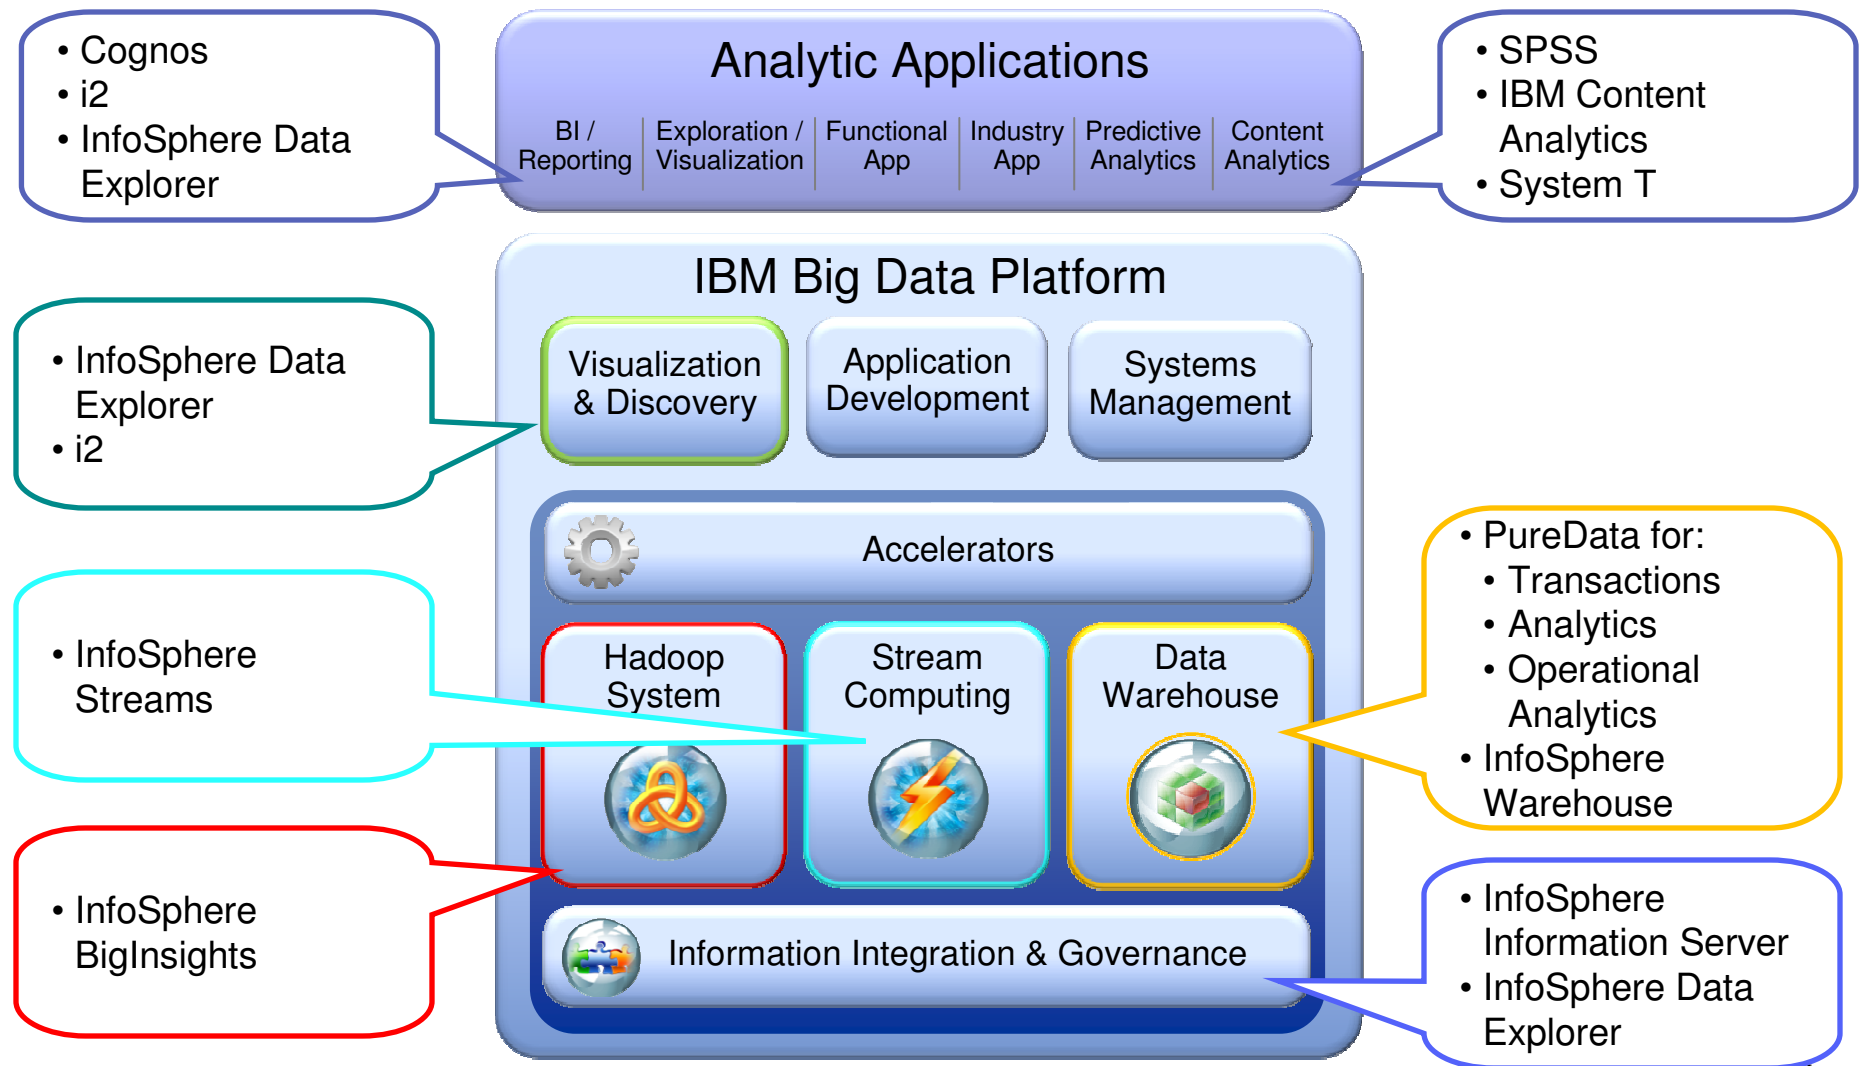 • Cognos
• i2
• InfoSphere Data
Explorer
Analytic Applications
BI /
Reporting
Exploration /
Visualization
Functional
App
Industry
App
Predictive
Analytics
Content
Analytics
• SPSS
• IBM Content
Analytics
• System T
IBM Big Data Platform
• InfoSphere Data
Explorer
• i2
Visualization
& Discovery
Application
Development
Systems
Management
Accelerators
• InfoSphere
Streams
Hadoop
System
Stream
Computing
Data
Warehouse
• PureData for:
• Transactions
• Analytics
• Operational
Analytics
• InfoSphere
Warehouse
• InfoSphere
BigInsights
Information Integration & Governance
• InfoSphere
Information Server
• InfoSphere Data
Explorer